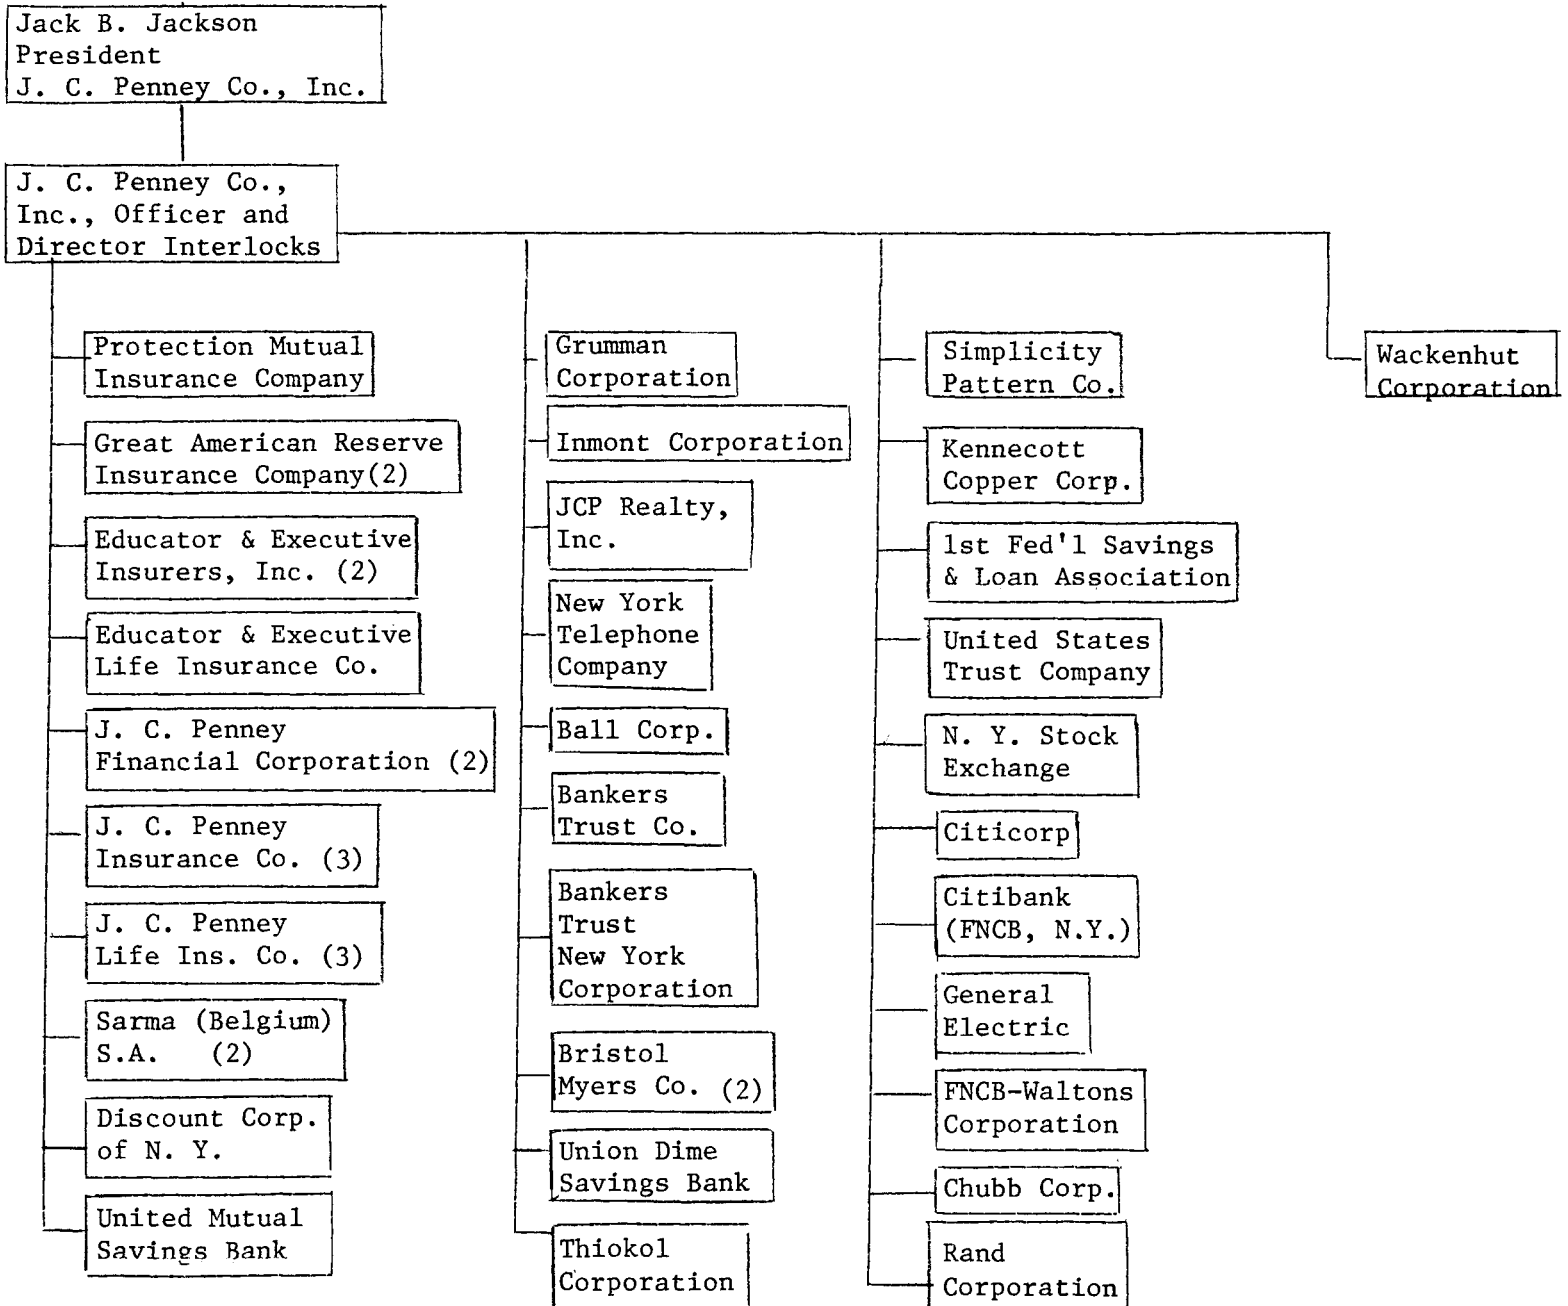 Jack B. Jackson
President
J. C. Penney Co., Inc.
J. C. Penney Co.,
Inc., Officer and
Director Interlocks
Protection Mutual
Insurance Company
Great American Reserve
Insurance Company(2)
Educator & Executive
Insurers, Inc. (2)
Educator & Executive
Life Insurance Co.
J. C. Penney
Financial Corporation (2)
J. C. Penney
Insurance Co. (3)
J. C. Penney
Life Ins. Co. (3)
Sarma (Belgium)
S.A. (2)
Discount Corp.
of N. Y.
United Mutual
Savings Bank
Grumman
Corporation
Inmont Corporation
JCP Realty,
Inc.
New York
Telephone
Company
Ball Corp.
Bankers
Trust Co.
Bankers
Trust
New York
Corporation
Bristol
Myers Co. (2)
Union Dime
Savings Bank
Thiokol
Corporation
Simplicity
Pattern Co.
Kennecott
Copper Corp.
1st Fed'l Savings
& Loan Association
United States
Trust Company
N. Y. Stock
Exchange
Citicorp
Citibank
(FNCB, N.Y.)
General
Electric
FNCB-Waltons
Corporation
Chubb Corp.
Rand
Corporation
Wackenhut
Corporation